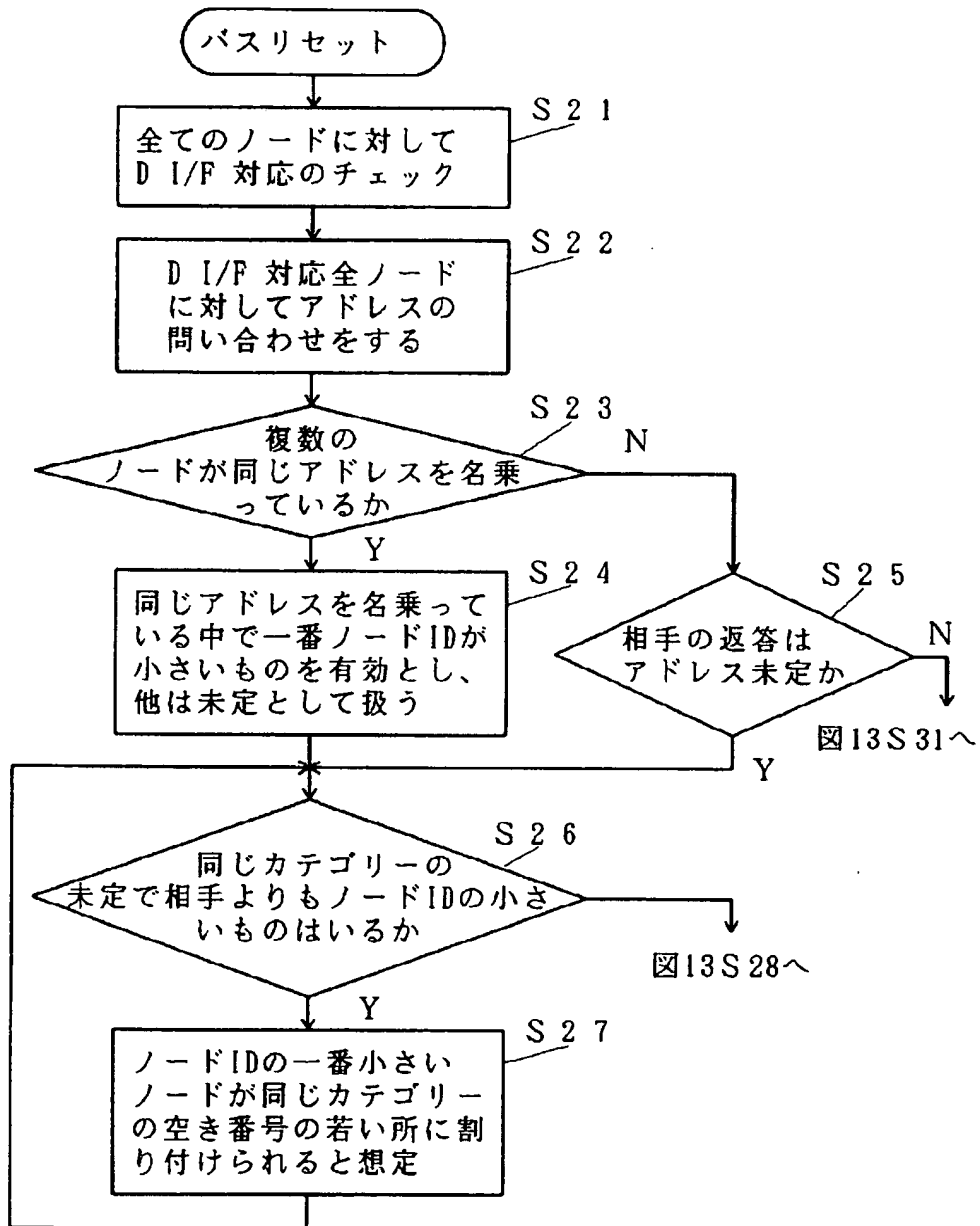 バスリセット
S21
全てのノードに対して
D I/F 対応のチェック
S22
D I/F 対応全ノード
に対してアドレスの
問い合わせをする
S23
複数の
ノードが同じアドレスを名乗
っているか
N
Y
S24
同じアドレスを名乗って
いる中で一番ノードIDが
小さいものを有効とし、
他は未定として扱う
S25
相手の返答は
アドレス未定か
N
図13S31へ
Y
S26
同じカテゴリーの
未定で相手よりもノードIDの小さ
いものはいるか
図13S28へ
Y
S27
ノードIDの一番小さい
ノードが同じカテゴリー
の空き番号の若い所に割
り付けられると想定